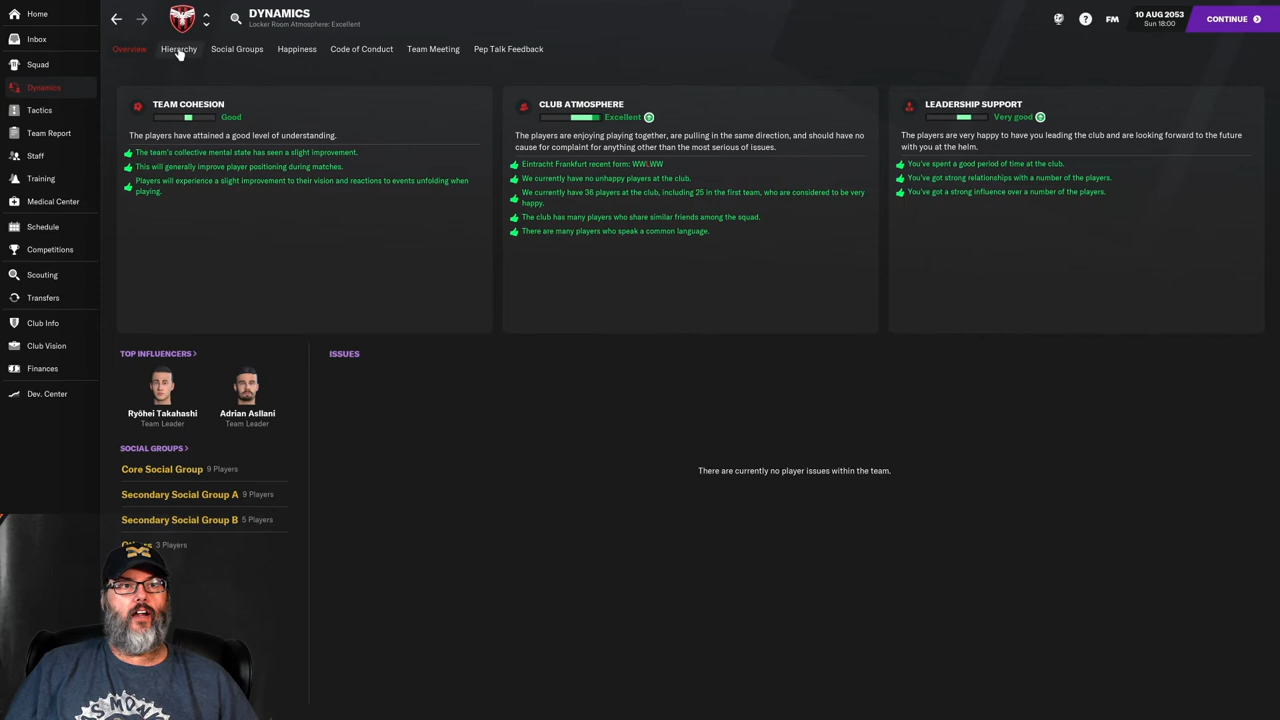 Home
Inbox
Squad
Dynamics
Tactics
Team Report
Staff
Training
Medical Center
Schedule
Competitions
Scouting
Transfers
Club Info
Club Vision
Finances
Dev. Center
DYNAMICS
Locker Room Atmosphere: Excellent
FM
10 AUG 2053
Sun 18:00
CONTINUE
Overview Hierarchy Social Groups Happiness Code of Conduct Team Meeting Pep Talk Feedback
TEAM COHESION
Good
The players have attained a good level of understanding.
The team's collective mental state has seen a slight improvement.
This will generally improve player positioning during matches.
Players will experience a slight improvement to their vision and reactions to events unfolding when
playing.
CLUB ATMOSPHERE
Excellent
The players are enjoying playing together, are pulling in the same direction, and should have no
cause for complaint for anything other than the most serious of issues.
Eintracht Frankfurt recent form: WWLWW
We currently have no unhappy players at the club.
We currently have 36 players at the club, including 25 in the first team, who are considered to be very
happy.
The club has many players who share similar friends among the squad.
There are many players who speak a common language.
LEADERSHIP SUPPORT
Very good
The players are very happy to have you leading the club and are looking forward to the future
with you at the helm.
You've spent a good period of time at the club.
You've got strong relationships with a number of the players.
You've got a strong influence over a number of the players.
TOP INFLUENCERS >
Ryôhei Takahashi
Team Leader
Adrian Asllani
Team Leader
SOCIAL GROUPS >
Core Social Group 9 Players
Secondary Social Group A 9 Players
Secondary Social Group B 5 Players
3 Players
ISSUES
There are currently no player issues within the team.